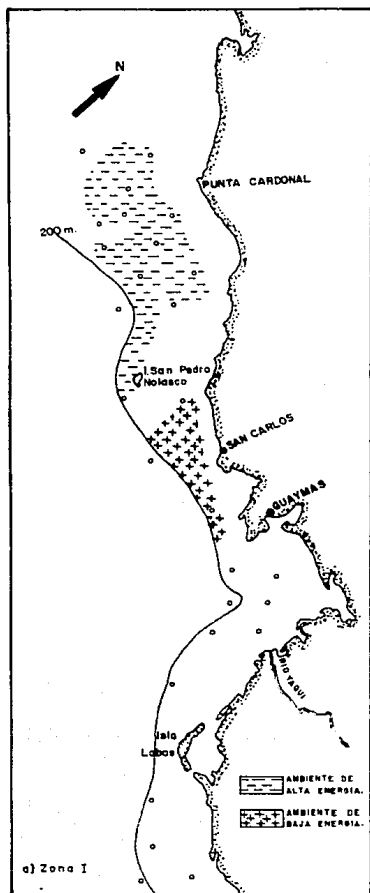 N
PUNTA CARDONAL
200 m.
I. San Pedro
Nolasco
SAN CARLOS
GUAYMAS
RIO YAQUI
Isla
Lobos
AMBIENTE DE
ALTA ENERGIA.
AMBIENTE DE
BAJA ENERGIA.
a) Zona I